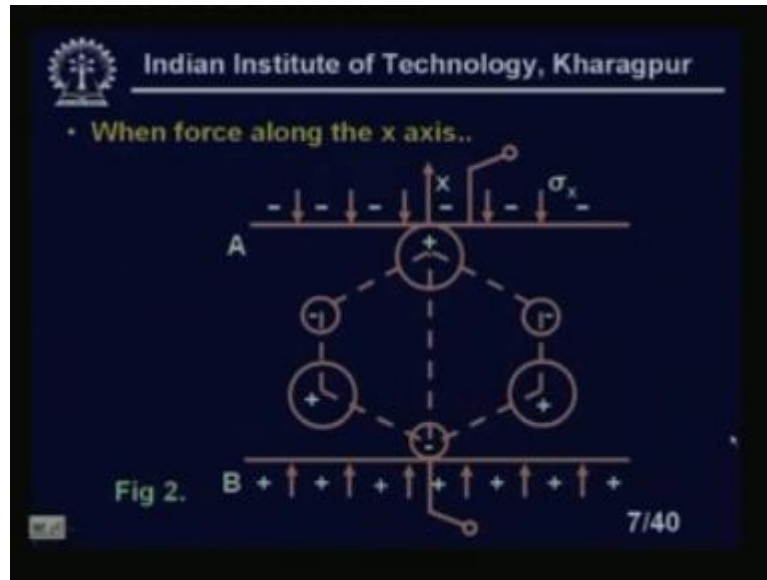 Indian Institute of Technology, Kharagpur
• When force along the x axis..
x
σx
- - - - - -
A
+
- -
+ +
-
B + + + + + + +
Fig 2.
7/40